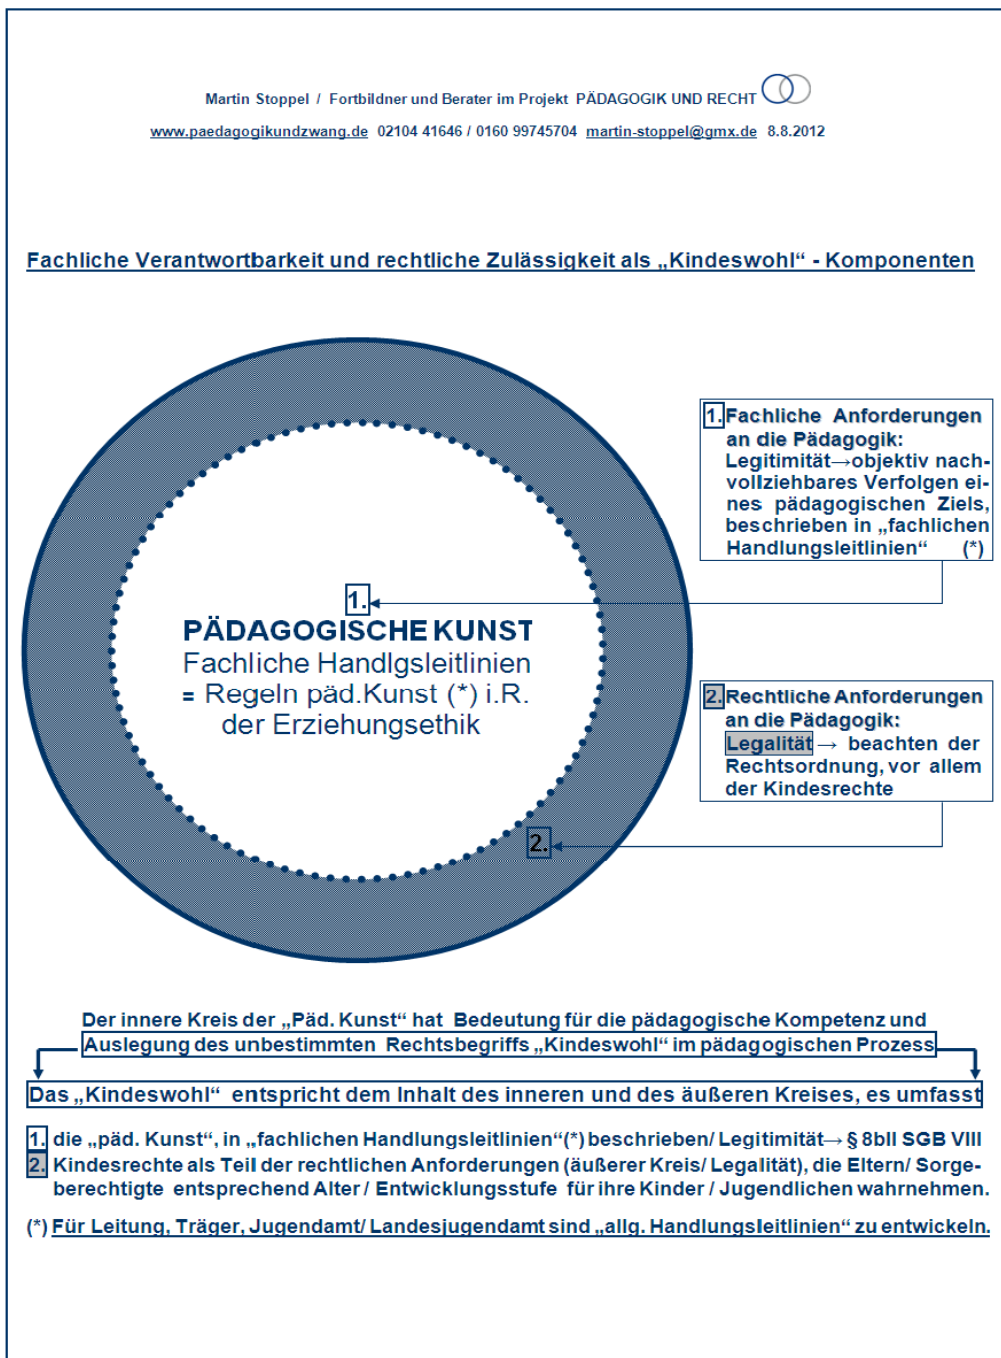 Martin Stoppel / Fortbildner und Berater im Projekt PÄDAGOGIK UND RECHT
www.paedagogikundzwang.de 02104 41646 / 0160 99745704 martin-stoppel@gmx.de 8.8.2012
Fachliche Verantwortbarkeit und rechtliche Zulässigkeit als „Kindeswohl“ - Komponenten
1. Fachliche Anforderungen
an die Pädagogik:
Legitimität→objektiv nach-
vollziehbares Verfolgen ei-
nes pädagogischen Ziels,
beschrieben in „fachlichen
Handlungsleitlinien“ (*)
1.
PÄDAGOGISCHE KUNST
Fachliche Handlgsleitlinien
= Regeln päd.Kunst (*) i.R.
der Erziehungsethik
2. Rechtliche Anforderungen
an die Pädagogik:
Legalität → beachten der
Rechtsordnung, vor allem
der Kindesrechte
2.
Der innere Kreis der „Päd. Kunst“ hat Bedeutung für die pädagogische Kompetenz und
Auslegung des unbestimmten Rechtsbegriffs „Kindeswohl“ im pädagogischen Prozess
Das „Kindeswohl“ entspricht dem Inhalt des inneren und des äußeren Kreises, es umfasst
1. die „päd. Kunst“, in „fachlichen Handlungsleitlinien“(*) beschrieben/ Legitimität→ § 8bII SGB VIII
2. Kindesrechte als Teil der rechtlichen Anforderungen (äußerer Kreis/ Legalität), die Eltern/ Sorge-
berechtigte entsprechend Alter / Entwicklungsstufe für ihre Kinder / Jugendlichen wahrnehmen.
(*) Für Leitung, Träger, Jugendamt/ Landesjugendamt sind „allg. Handlungsleitlinien“ zu entwickeln.